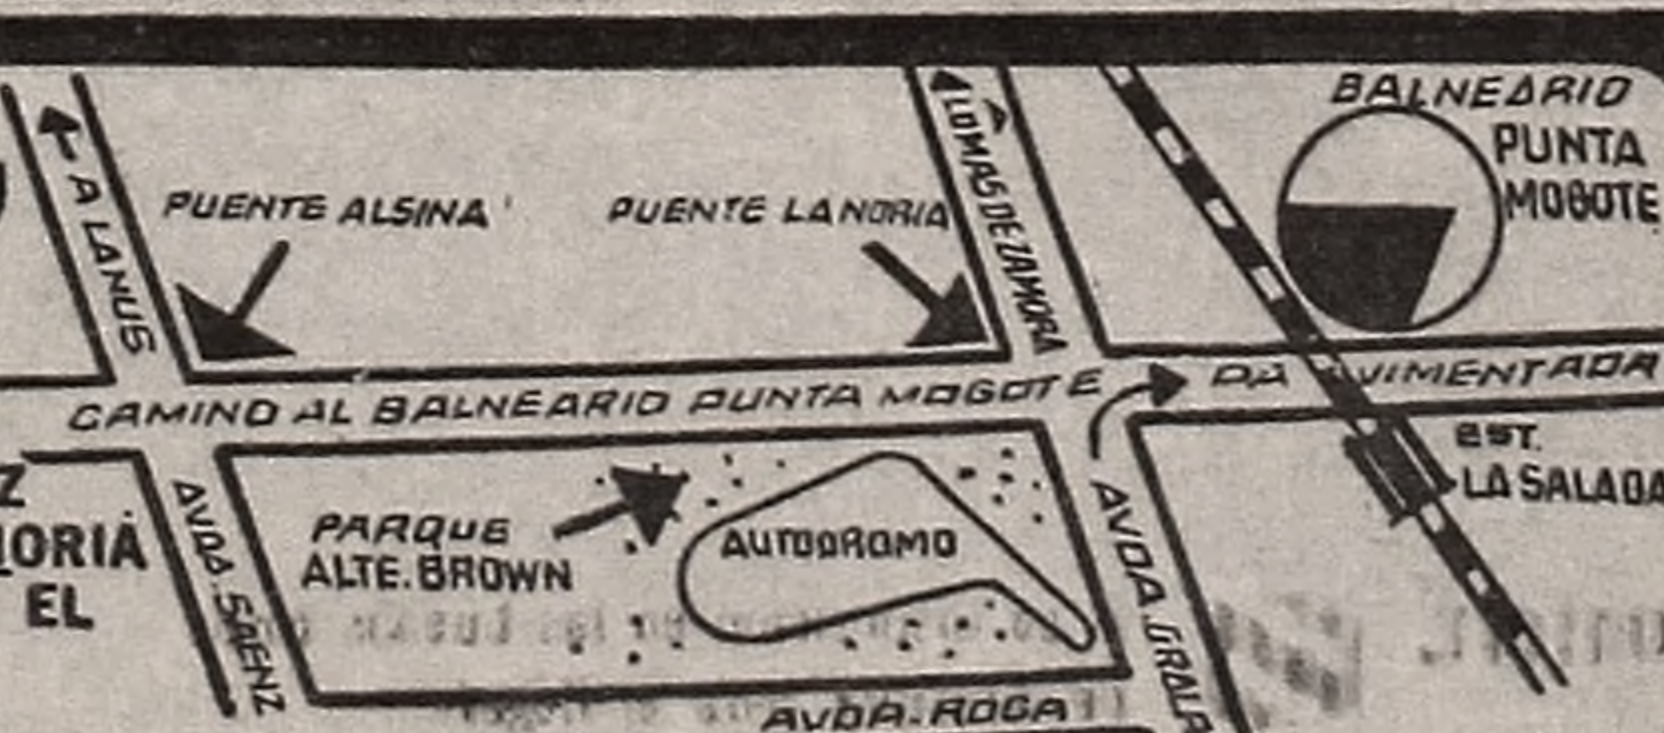 BALNEARIO
PUNTA
MOGOTE
A LANUS
PUENTE ALSINA
PUENTE LA NORIA
LOMAS DE ZAMORA
CAMINO AL BALNEARIO PUNTA MOGOTE
VIMENTADA
EST.
LA SALADA
Z
NORIA
EL
AVDA. SAENZ
PARQUE
ALTE. BROWN
AUTODROMO
AVDA. GRAL. P
AVDA. ROCA